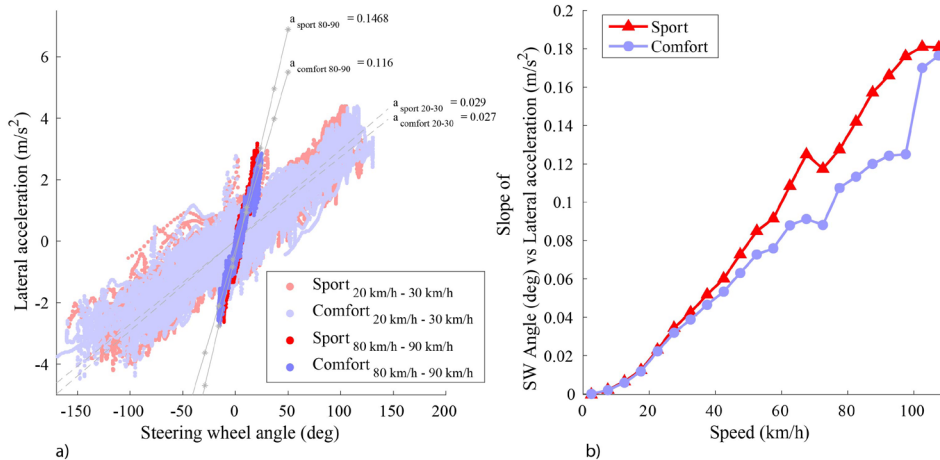 a sport 80-90 = 0.1468
a comfort 80-90 = 0.116
a sport 20-30 = 0.029
a comfort 20-30 = 0.027
Lateral acceleration (m/s²)
4
2
0
-2
-4
Sport 20 km/h - 30 km/h
Comfort 20 km/h - 30 km/h
Sport 80 km/h - 90 km/h
Comfort 80 km/h - 90 km/h
-150 -100 -50 0 50 100 150 200
Steering wheel angle (deg)
a)
Slope of
SW Angle (deg) vs Lateral acceleration (m/s²)
0.2
0.18
0.16
0.14
0.12
0.1
0.08
0.06
0.04
0.02
0
Sport
Comfort
0 20 40 60 80 100
Speed (km/h)
b)